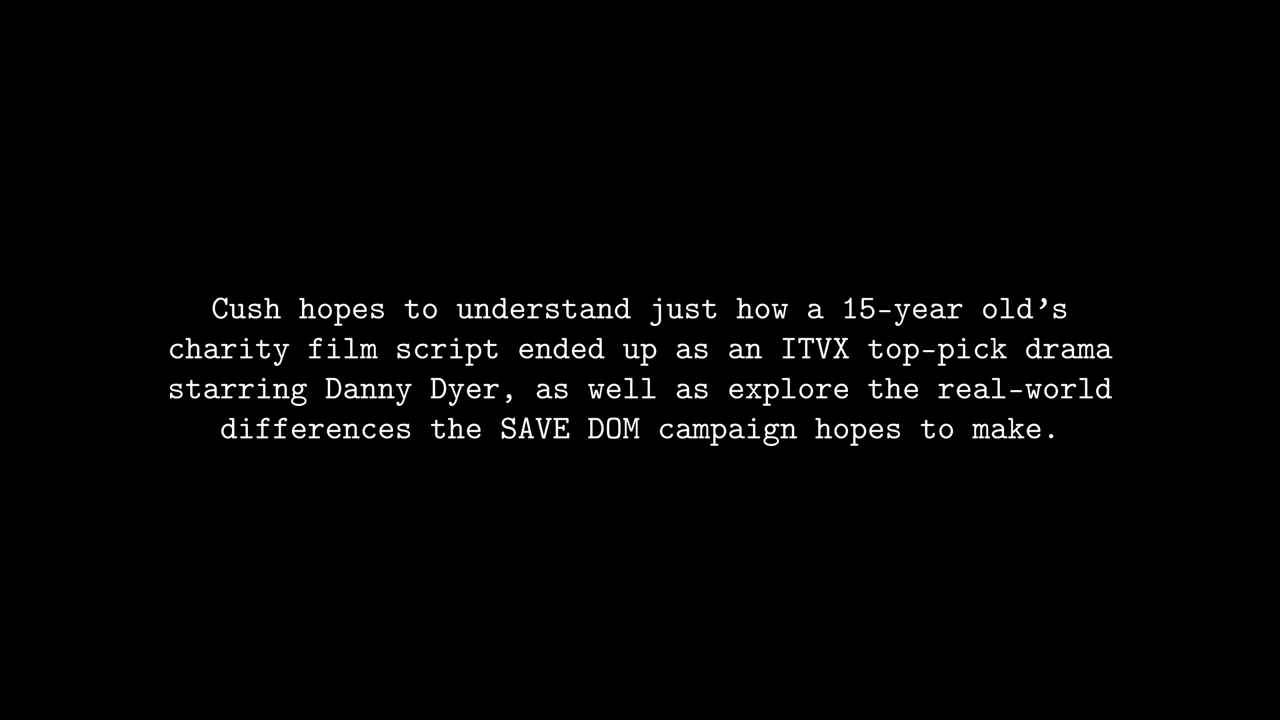 Cush hopes to understand just how a 15-year old’s
charity film script ended up as an ITVX top-pick drama
starring Danny Dyer, as well as explore the real-world
differences the SAVE DOM campaign hopes to make.